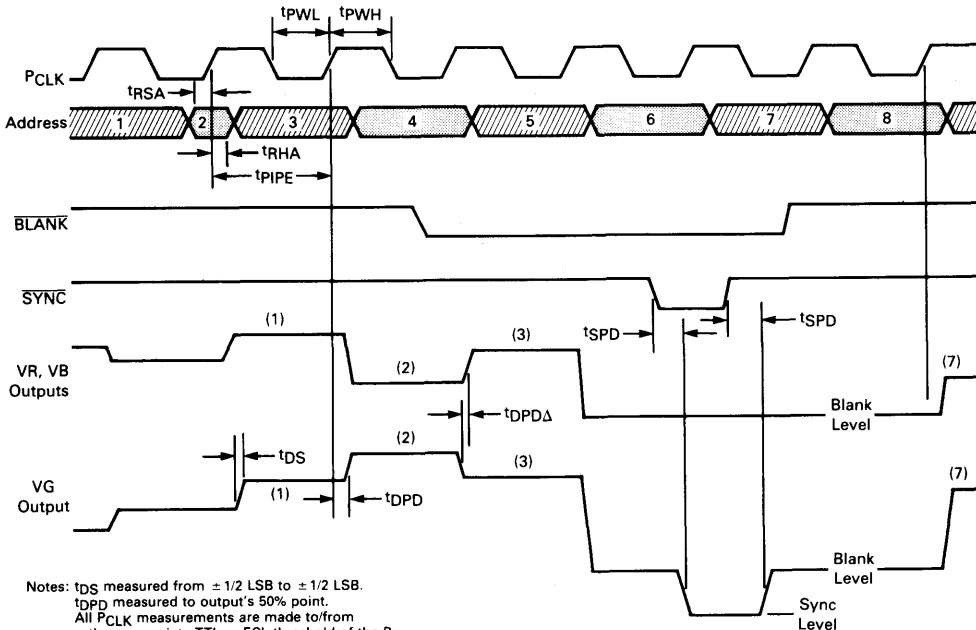 tPWL tPWH
PCLK
tRSA
Address 1 2 3 4 5 6 7 8
tRHA
tPIPE
BLANK
SYNC
(1) tSPD tSPD
VR, VB
Outputs
(2) (3) (7)
Blank
Level
tDPDΔ
tDS
(2)
(3) (7)
VG
Output
(1)
tDPD
Blank
Level
Notes: tDS measured from ± 1/2 LSB to ± 1/2 LSB.
tDPD measured to output's 50% point.
All PCLK measurements are made to/from
Sync
Level